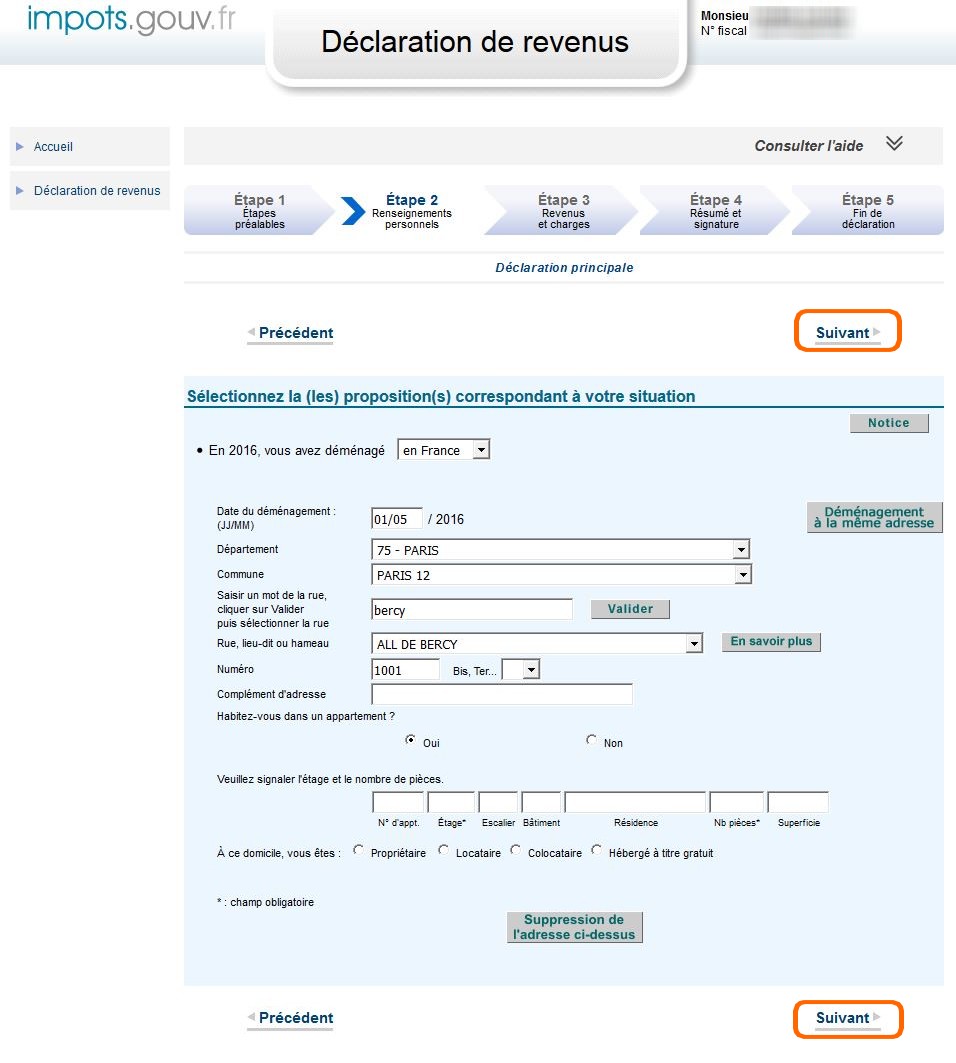 impots.gouv.fr
Déclaration de revenus
Monsieu
N° fiscal
Accueil
Déclaration de revenus
Consulter l'aide
Étape 1
Étapes
préalables
Étape 2
Renseignements
personnels
Étape 3
Revenus
et charges
Étape 4
Résumé et
signature
Étape 5
Fin de
déclaration
Déclaration principale
Précédent
Suivant
Sélectionnez la (les) proposition(s) correspondant à votre situation
Notice
• En 2016, vous avez déménagé en France
Date du déménagement :
(JJ/MM)
01/05 / 2016
Déménagement
à la même adresse
Département 75 - PARIS
Commune PARIS 12
Saisir un mot de la rue,
cliquer sur Valider
puis sélectionner la rue
bercy Valider
Rue, lieu-dit ou hameau ALL DE BERCY En savoir plus
Numéro 1001 Bis, Ter...
Complément d'adresse
Habitez-vous dans un appartement ?
Oui Non
Veuillez signaler l'étage et le nombre de pièces.
N° d'appt. Étage* Escalier Bâtiment Résidence Nb pièces* Superficie
À ce domicile, vous êtes : Propriétaire Locataire Colocataire Hébergé à titre gratuit
* : champ obligatoire
Suppression de
l'adresse ci-dessus
Précédent
Suivant